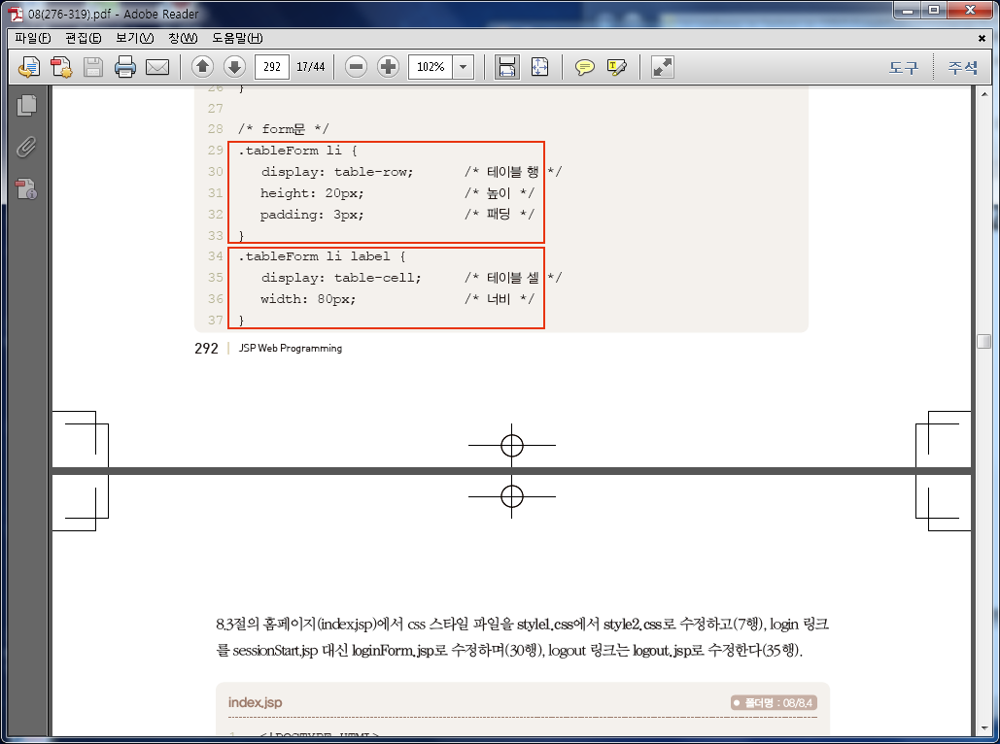 08(276-319).pdf - Adobe Reader
파일(F) 편집(E) 보기(V) 창(W) 도움말(H)
292 17/44 102% 도구 주석
26 }
27
28 /* form문 */
29 .tableForm li {
30 display: table-row; /* 테이블 행 */
31 height: 20px; /* 높이 */
32 padding: 3px; /* 패딩 */
33 }
34 .tableForm li label {
35 display: table-cell; /* 테이블 셀 */
36 width: 80px; /* 너비 */
37 }
292 JSP Web Programming
8.3절의 홈페이지(index.jsp)에서 css 스타일 파일을 style1.css에서 style2.css로 수정하고(7행), login 링크
를 sessionStart.jsp 대신 loginForm.jsp로 수정하며(30행), logout 링크는 logout.jsp로 수정한다(35행).
index.jsp 폴더명 : 08/8.4
1 <!DOCTYPE HTML>